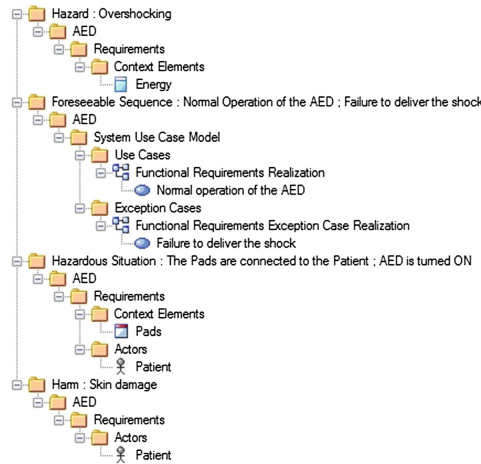 Hazard : Overshocking
AED
Requirements
Context Elements
Energy
Foreseeable Sequence : Normal Operation of the AED ; Failure to deliver the shock
AED
System Use Case Model
Use Cases
Functional Requirements Realization
Normal operation of the AED
Exception Cases
Functional Requirements Exception Case Realization
Failure to deliver the shock
Hazardous Situation : The Pads are connected to the Patient ; AED is turned ON
AED
Requirements
Context Elements
Pads
Actors
Patient
Harm : Skin damage
AED
Requirements
Actors
Patient